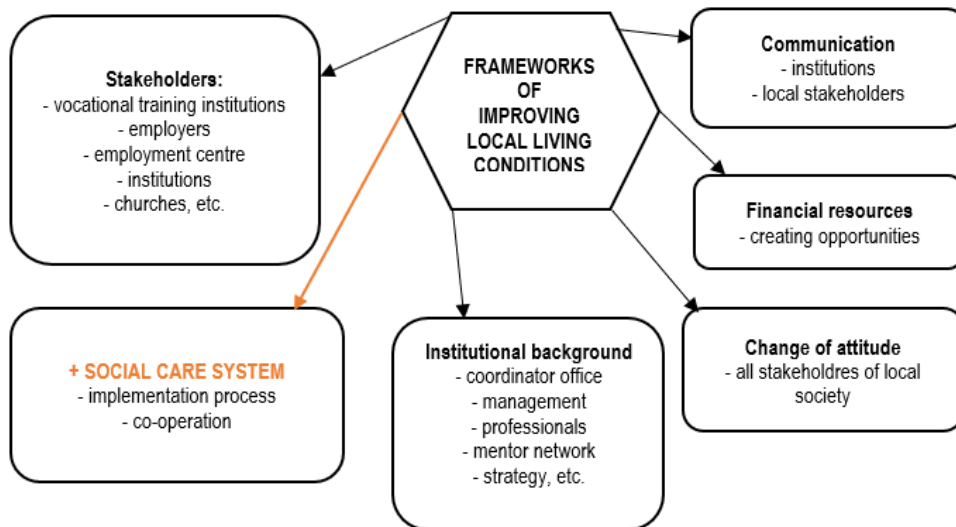 FRAMEWORKS
OF
IMPROVING
LOCAL LIVING
CONDITIONS
Stakeholders:
- vocational training institutions
- employers
- employment centre
- institutions
- churches, etc.
Communication
- institutions
- local stakeholders
Financial resources
- creating opportunities
+ SOCIAL CARE SYSTEM
- implementation process
- co-operation
Institutional background
- coordinator office
- management
- professionals
- mentor network
- strategy, etc.
Change of attitude
- all stakeholdres of local
society